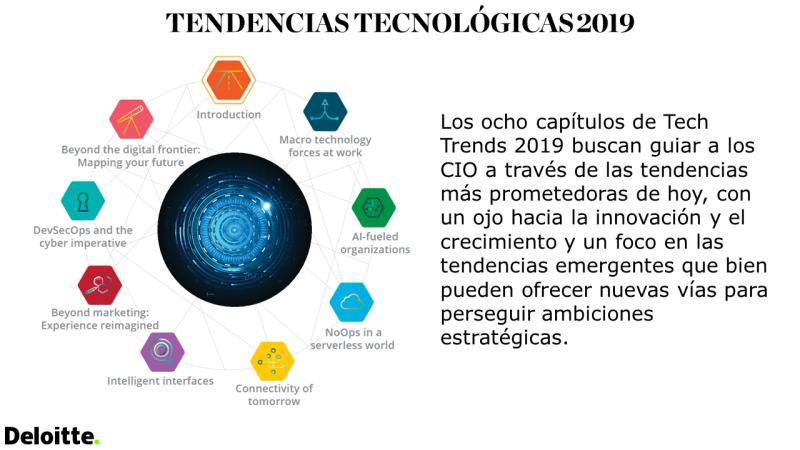 TENDENCIAS TECNOLÓGICAS 2019
Introduction
Macro technology
forces at work
AI-fueled
organizations
NoOps in a
serverless world
Connectivity of
tomorrow
Intelligent interfaces
Beyond marketing:
Experience reimagined
DevSecOps and the
cyber imperative
Beyond the digital frontier:
Mapping your future
Los ocho capítulos de Tech
Trends 2019 buscan guiar a los
CIO a través de las tendencias
más prometedoras de hoy, con
un ojo hacia la innovación y el
crecimiento y un foco en las
tendencias emergentes que bien
pueden ofrecer nuevas vías para
perseguir ambiciones
estratégicas.
Deloitte.